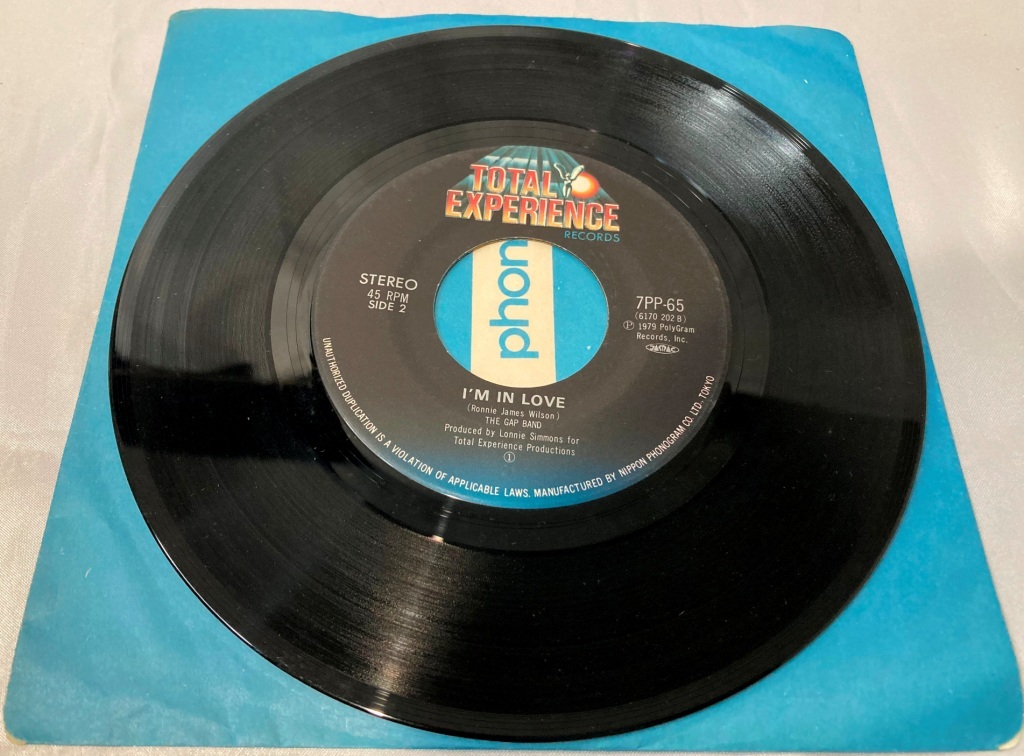 TOTAL
EXPERIENCE
RECORDS
phon
STEREO
45 RPM
SIDE 2
7PP-65
(6170 202 B)
Ⓟ 1979 PolyGram
Records, Inc.
JASRAC
I'M IN LOVE
(Ronnie James Wilson)
THE GAP BAND
Produced by Lonnie Simmons for
Total Experience Productions
①
UNAUTHORIZED DUPLICATION IS A VIOLATION OF APPLICABLE LAWS. MANUFACTURED BY NIPPON PHONOGRAM CO., LTD. TOKYO